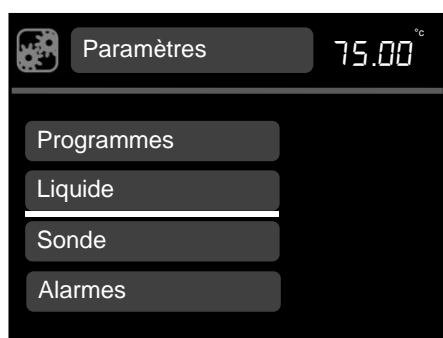 Paramètres 75.00 °c
Programmes
Liquide
Sonde
Alarmes